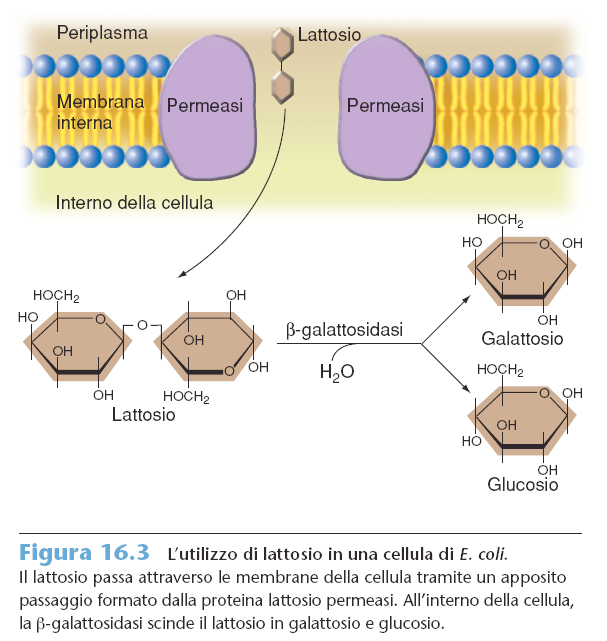 Periplasma
Lattosio
Membrana
interna
Permeasi
Permeasi
Interno della cellula
HOCH2
HO
O
OH
OH
OH
Galattosio
HOCH2
HO
O
OH
OH
O
OH
OH
OH
HOCH2
Lattosio
β-galattosidasi
H2O
HOCH2
O
OH
OH
HO
OH
Glucosio
Figura 16.3 L'utilizzo di lattosio in una cellula di E. coli.
Il lattosio passa attraverso le membrane della cellula tramite un apposito
passaggio formato dalla proteina lattosio permeasi. All'interno della cellula,
la β-galattosidasi scinde il lattosio in galattosio e glucosio.